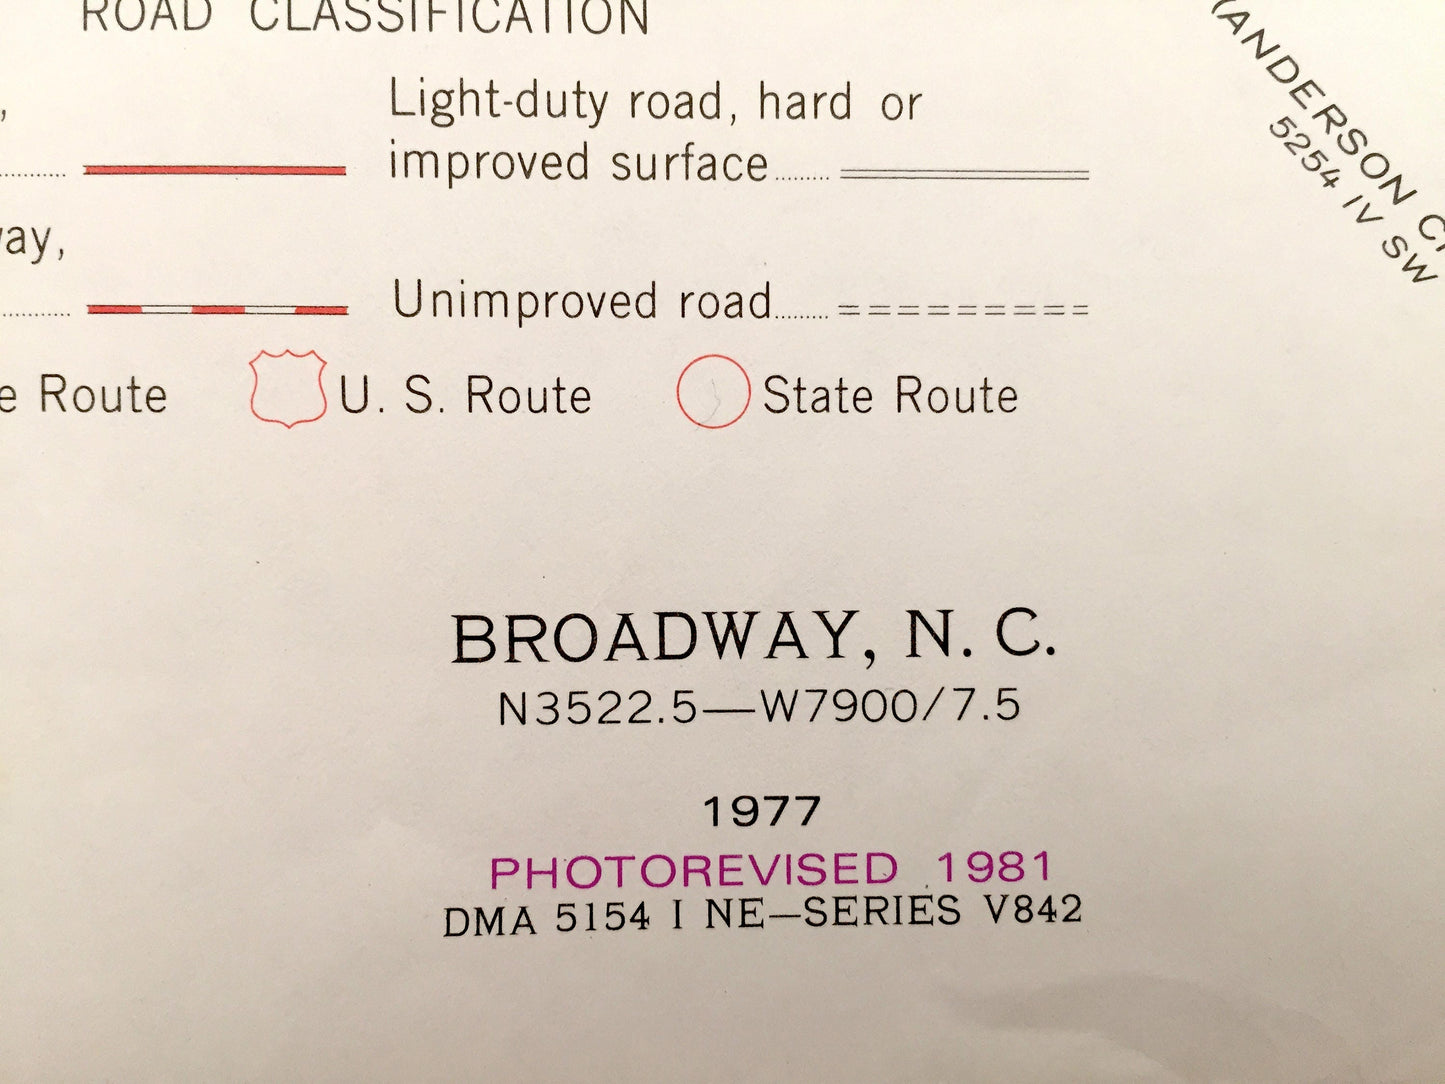 ROAD CLASSIFICATION
Light-duty road, hard or
improved surface
way,
Unimproved road
Route
U. S. Route
State Route
(ANDERSON
5254 IV SW
BROADWAY, N. C.
N3522.5—W7900/7.5
1977
PHOTOREVISED 1981
DMA 5154 I NE—SERIES V842